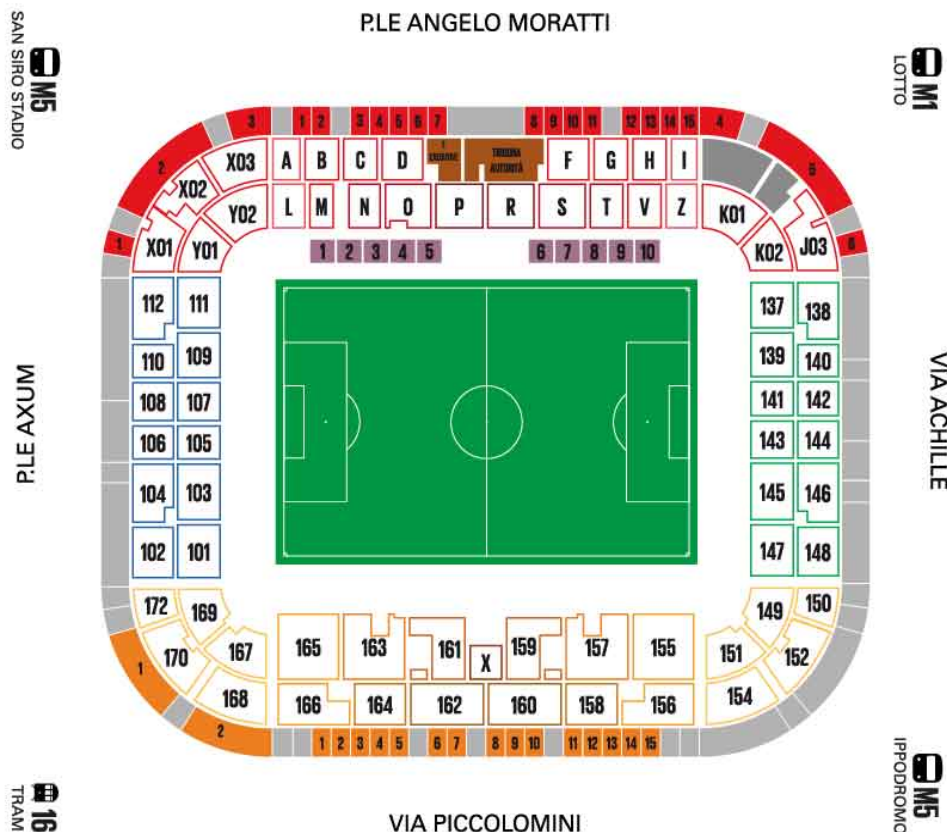 P.LE ANGELO MORATTI
SAN SIRO STADIO
M5
M1
LOTTO
3 1 2 3 4 5 6 7 8 9 10 11 12 13 14 15 4
2 5
X03 A B C D TRIBUNA AUTORITÀ F G H I
X02
Y02 L M N O P R S T V Z K01
1 X01 Y01 K02 J03 6
1 2 3 4 5 6 7 8 9 10
112 111 137 138
110 109 139 140
108 107 141 142
106 105 143 144
104 103 145 146
102 101 147 148
P.LE AXUM
VIA ACHILLE
172 169 149 150
170 167 165 163 161 X 159 157 155 151 152
168 166 164 162 160 158 156 154
1
2 1 2 3 4 5 6 7 8 9 10 11 12 13 14 15
16
TRAM
VIA PICCOLOMINI
M5
IPPODROMO